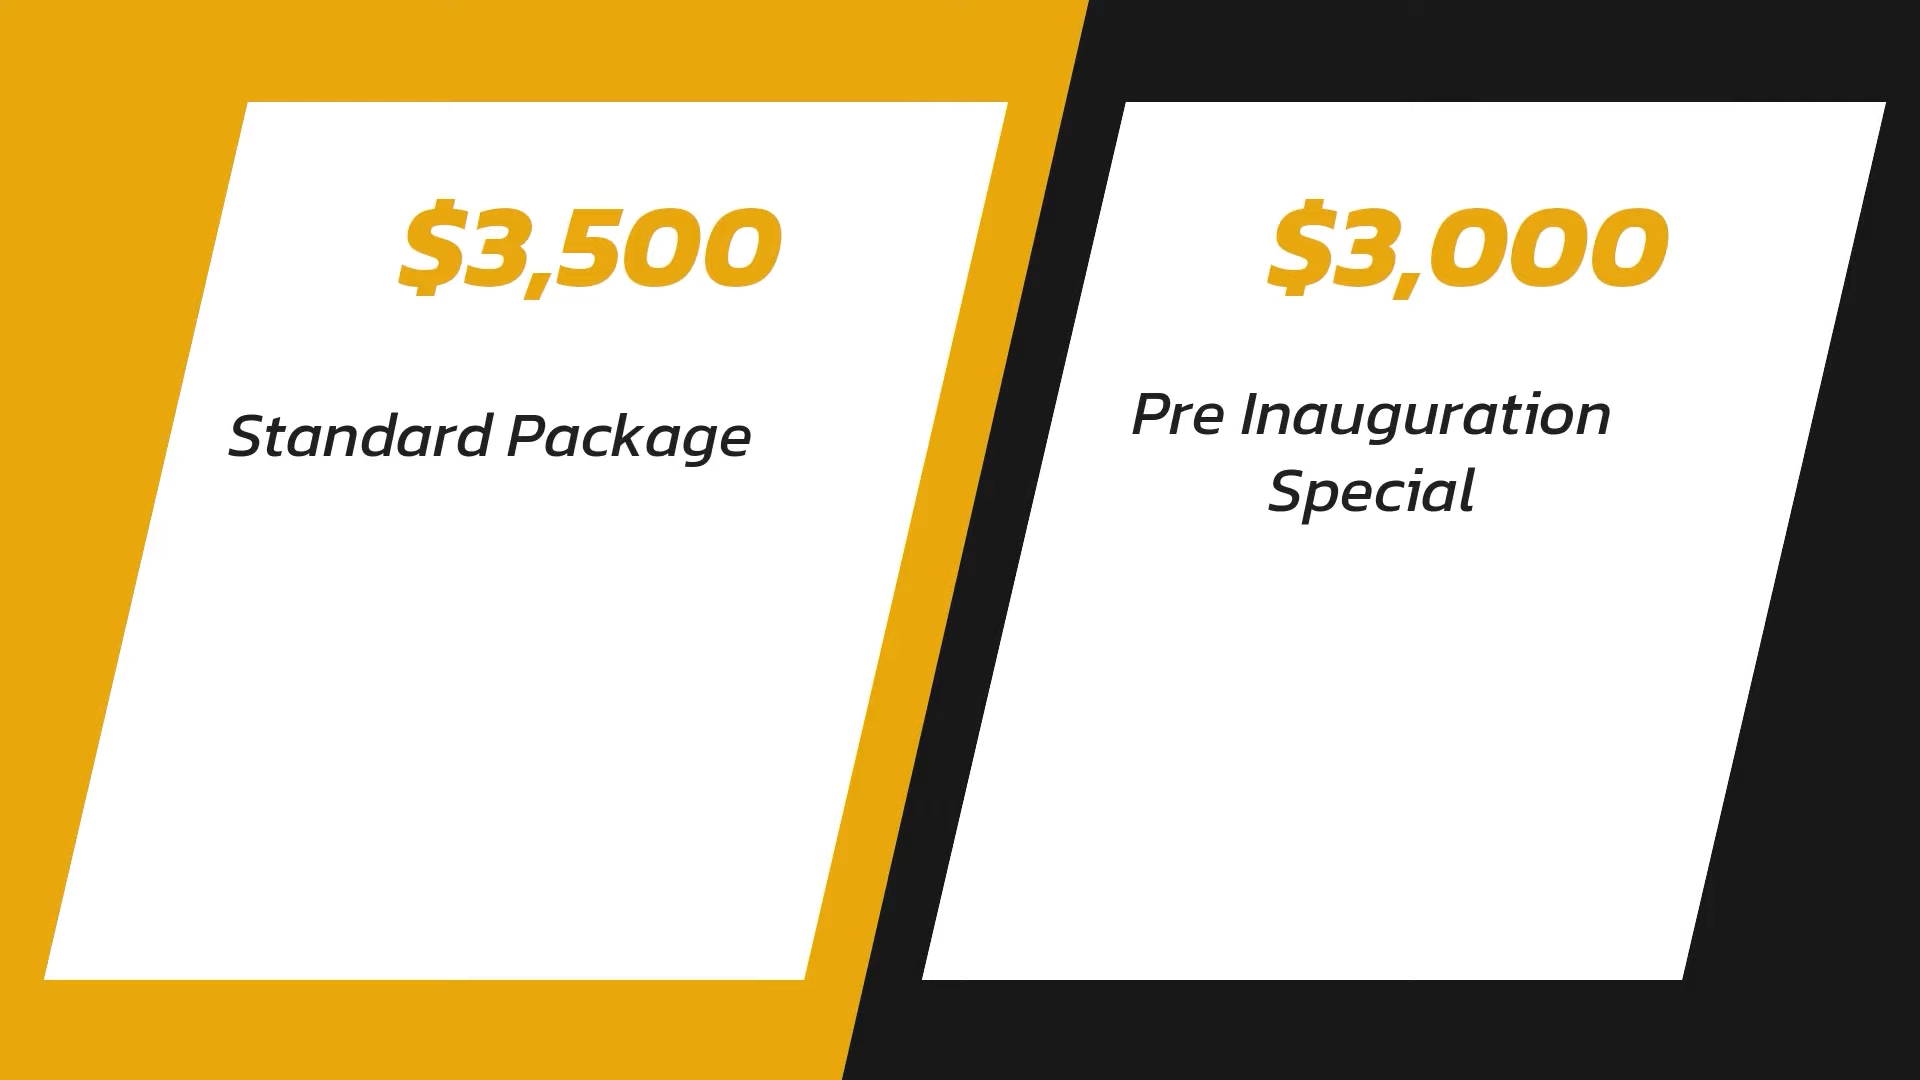 $3,500
Standard Package
$3,000
Pre Inauguration
Special